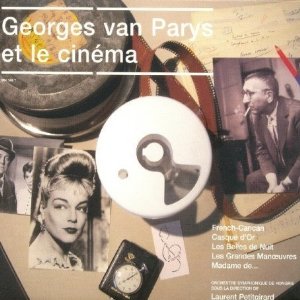 Georges van Parys
et le cinéma
French-Cancan
Casque d'Or
Les Belles de Nuit
Les Grandes Manœuvres
Madame de...
ORCHESTRE SYMPHONIQUE DE HONGRIE
SOUS LA DIRECTION DE
Laurent Petitgirard